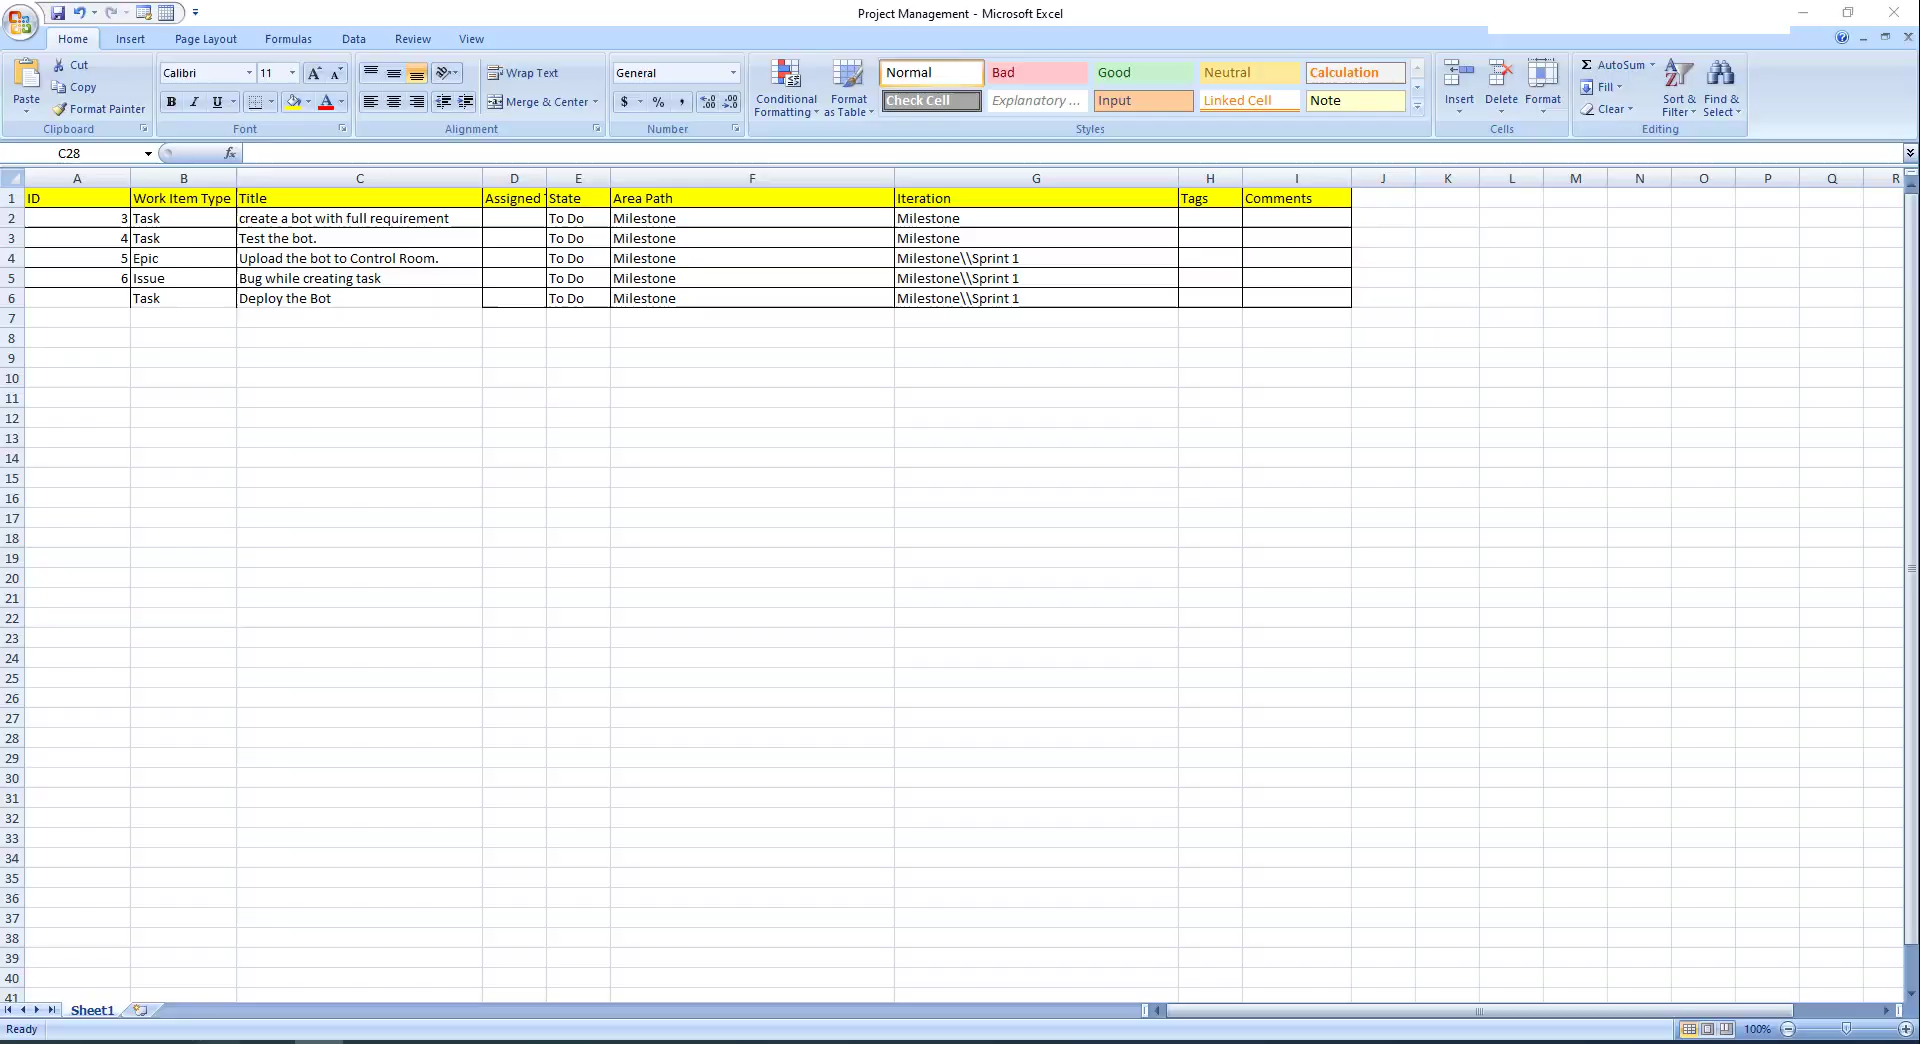 Project Management - Microsoft Excel
Home Insert Page Layout Formulas Data Review View
Paste
Cut
Copy
Format Painter
Clipboard
Calibri 11
B I U
Font
Wrap Text
Merge & Center
Alignment
General
$ % ,
Number
Conditional Formatting
Format as Table
Normal Bad Good Neutral Calculation
Check Cell Explanatory ... Input Linked Cell Note
Styles
Insert Delete Format
Cells
AutoSum
Fill
Clear
Sort & Filter
Find & Select
Editing
C28 fx
A B C D E F G H I J K L M N O P Q R
1 ID Work Item Type Title Assigned State Area Path Iteration Tags Comments
2 3 Task create a bot with full requirement To Do Milestone Milestone
3 4 Task Test the bot. To Do Milestone Milestone
4 5 Epic Upload the bot to Control Room. To Do Milestone Milestone\\Sprint 1
5 6 Issue Bug while creating task To Do Milestone Milestone\\Sprint 1
6 Task Deploy the Bot To Do Milestone Milestone\\Sprint 1
7
8
9
10
11
12
13
14
15
16
17
18
19
20
21
22
23
24
25
26
27
28
29
30
31
32
33
34
35
36
37
38
39
40
41
Sheet1
Ready 100%